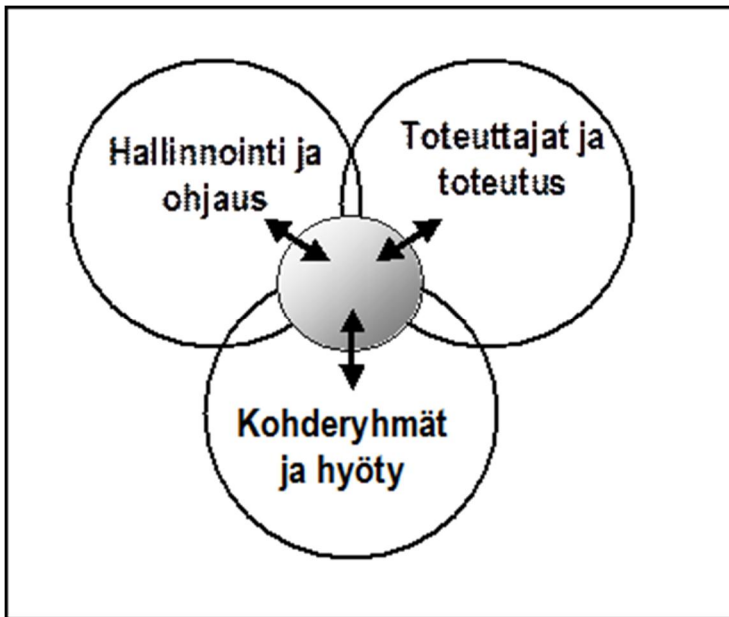 Hallinnointi ja
ohjaus
Toteuttajat ja
toteutus
Kohderyhmät
ja hyöty